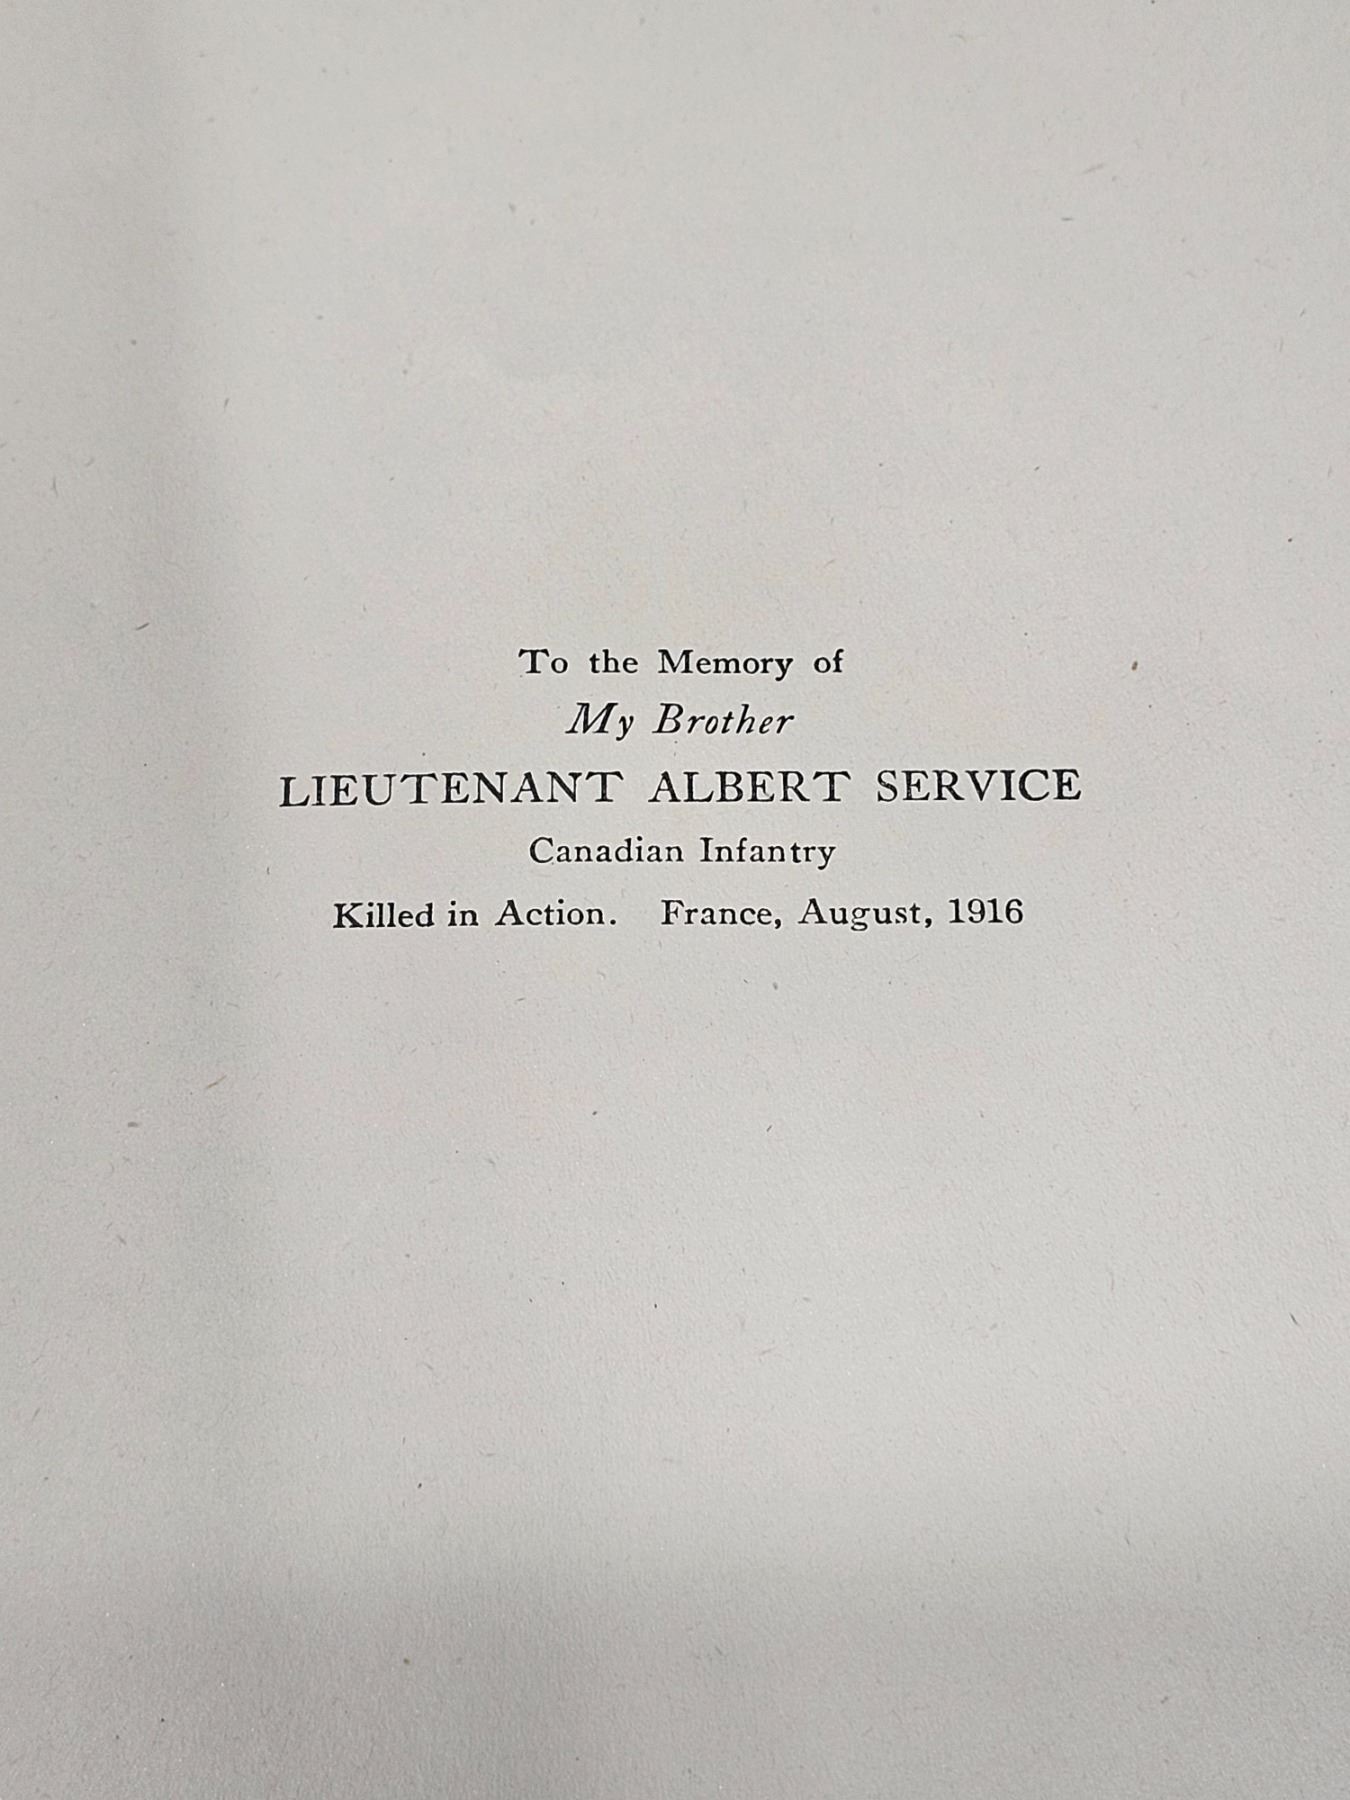 To the Memory of
My Brother
LIEUTENANT ALBERT SERVICE
Canadian Infantry
Killed in Action. France, August, 1916